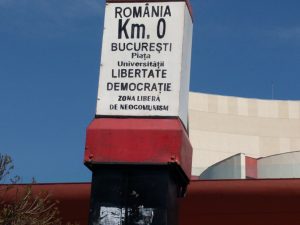 ROMÂNIA
Km. 0
BUCUREŞTI
Piaţa
Universităţii
LIBERTATE
DEMOCRAŢIE
ZONA LIBERĂ
DE NEOCOMUNISM